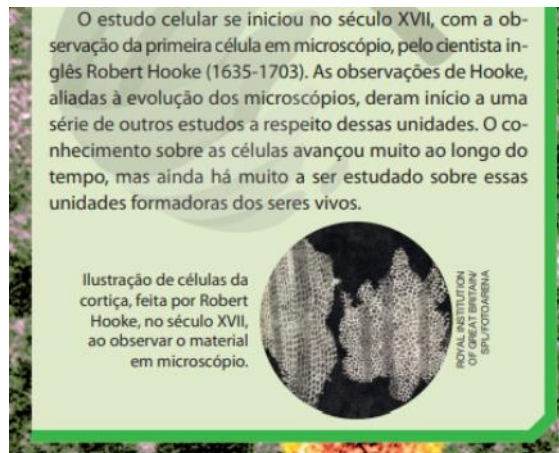 O estudo celular se iniciou no século XVII, com a ob-
servação da primeira célula em microscópio, pelo cientista in-
glês Robert Hooke (1635-1703). As observações de Hooke,
aliadas à evolução dos microscópios, deram início a uma
série de outros estudos a respeito dessas unidades. O co-
nhecimento sobre as células avançou muito ao longo do
tempo, mas ainda há muito a ser estudado sobre essas
unidades formadoras dos seres vivos.
Ilustração de células da
cortiça, feita por Robert
Hooke, no século XVII,
ao observar o material
em microscópio.
ROYAL INSTITUTION
OF GREAT BRITAIN/
SPL/FOTOARENA